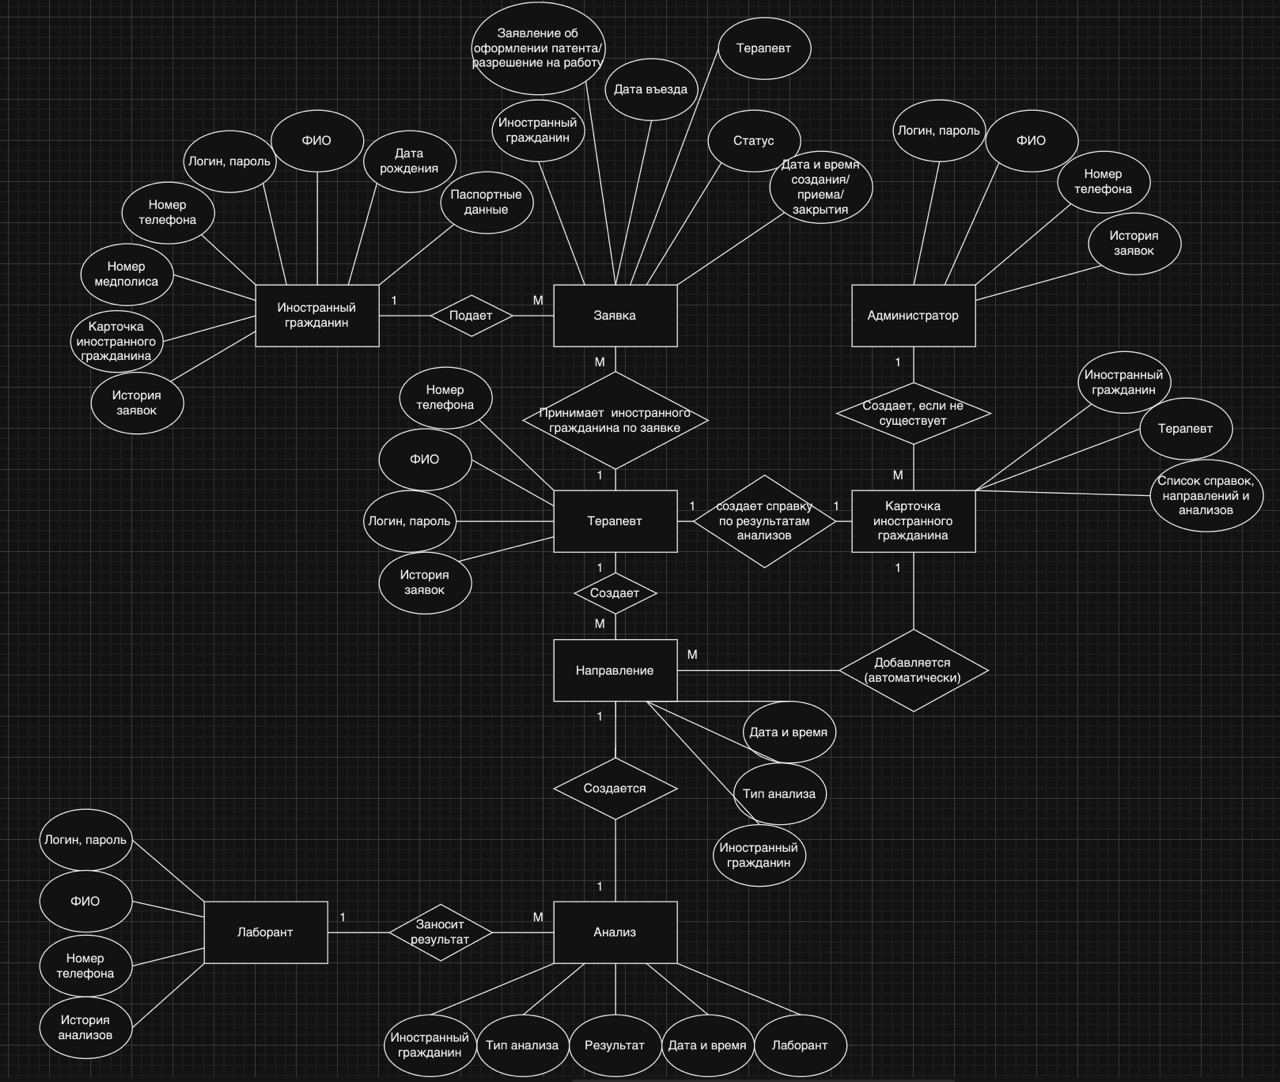 Заявление об
оформлении патента/
разрешение на работу
Терапевт
Дата въезда
Иностранный
гражданин
Статус
Дата и время
создания/
приема/
закрытия
Логин, пароль
ФИО
Номер
телефона
История
заявок
ФИО
Логин, пароль
Дата
рождения
Паспортные
данные
Номер
телефона
Номер
медполиса
Карточка
иностранного
гражданина
История
заявок
Иностранный
гражданин
1
Подает
М
Заявка
Администратор
М
1
Принимает иностранного
гражданина по заявке
Создает, если не
существует
Иностранный
гражданин
Терапевт
Список справок,
направлений и
анализов
Номер
телефона
ФИО
Логин, пароль
История
заявок
1
М
Терапевт
1
создает справку
по результатам
анализов
1
Карточка
иностранного
гражданина
1
1
Создает
М
Направление
М
Добавляется
(автоматически)
1
Дата и время
Тип анализа
Иностранный
гражданин
Создается
1
Логин, пароль
ФИО
Номер
телефона
История
анализов
Лаборант
1
Заносит
результат
М
Анализ
Иностранный
гражданин
Тип анализа
Результат
Дата и время
Лаборант